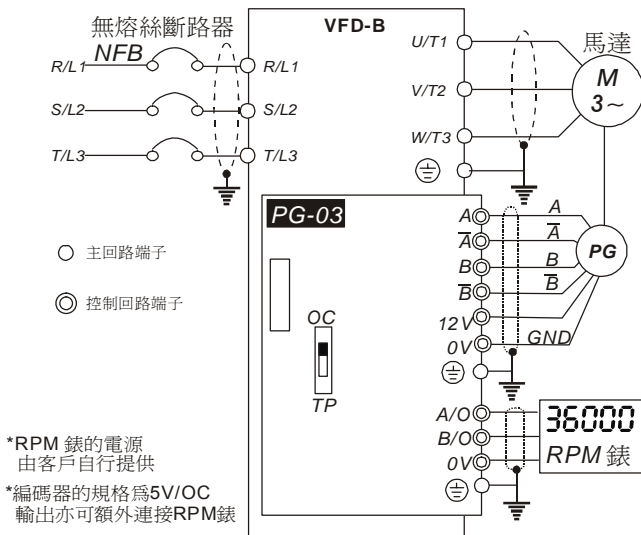 無熔絲斷路器
NFB
VFD-B
馬達
R/L1
R/L1
U/T1
M
3~
S/L2
S/L2
V/T2
T/L3
T/L3
W/T3
PG-03
A
A
A̅
A̅
B
B
B̅
B̅
PG
12V
0V
GND
主回路端子
控制回路端子
OC
TP
A/O
B/O
0V
36000
RPM 錶
*RPM 錶的電源
由客戶自行提供
*編碼器的規格爲5V/OC
輸出亦可額外連接RPM錶